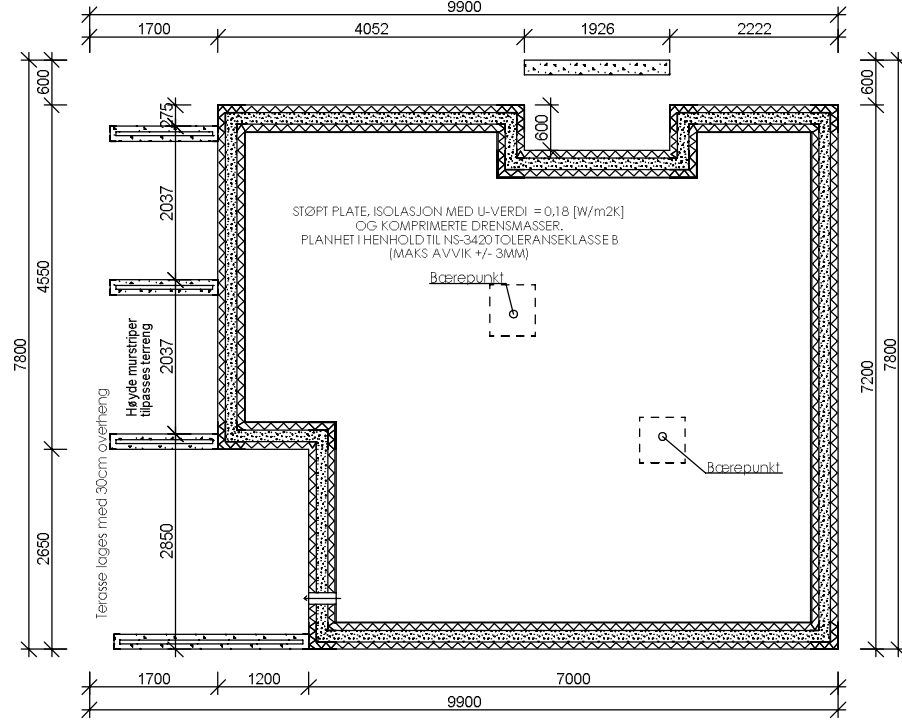 9900
1700
4052
1926
2222
600
600
275
600
2037
STØPT PLATE, ISOLASJON MED U-VERDI = 0,18 [W/m2K]
OG KOMPRIMERTE DRENSMASSER.
PLANHET I HENHOLD TIL NS-3420 TOLERANSEKLASSE B
(MAKS AVVIK +/- 3MM)
Bærepunkt
4550
7800
2037
Høyde murstriper
tilpasses terreng
7200
7800
Terasse lages med 30cm overheng
Bærepunkt
2650
2850
1700
1200
7000
9900